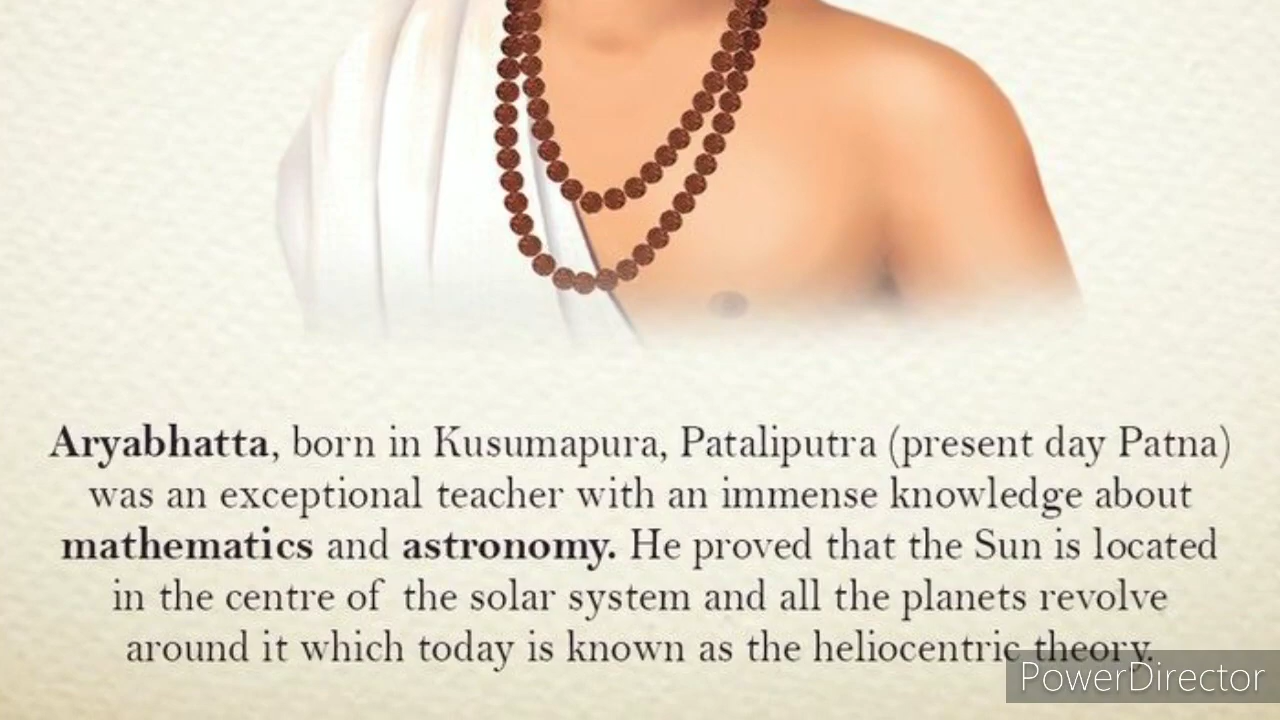 Aryabhatta, born in Kusumapura, Pataliputra (present day Patna)
was an exceptional teacher with an immense knowledge about
mathematics and astronomy. He proved that the Sun is located
in the centre of the solar system and all the planets revolve
around it which today is known as the heliocentric theory.
PowerDirector